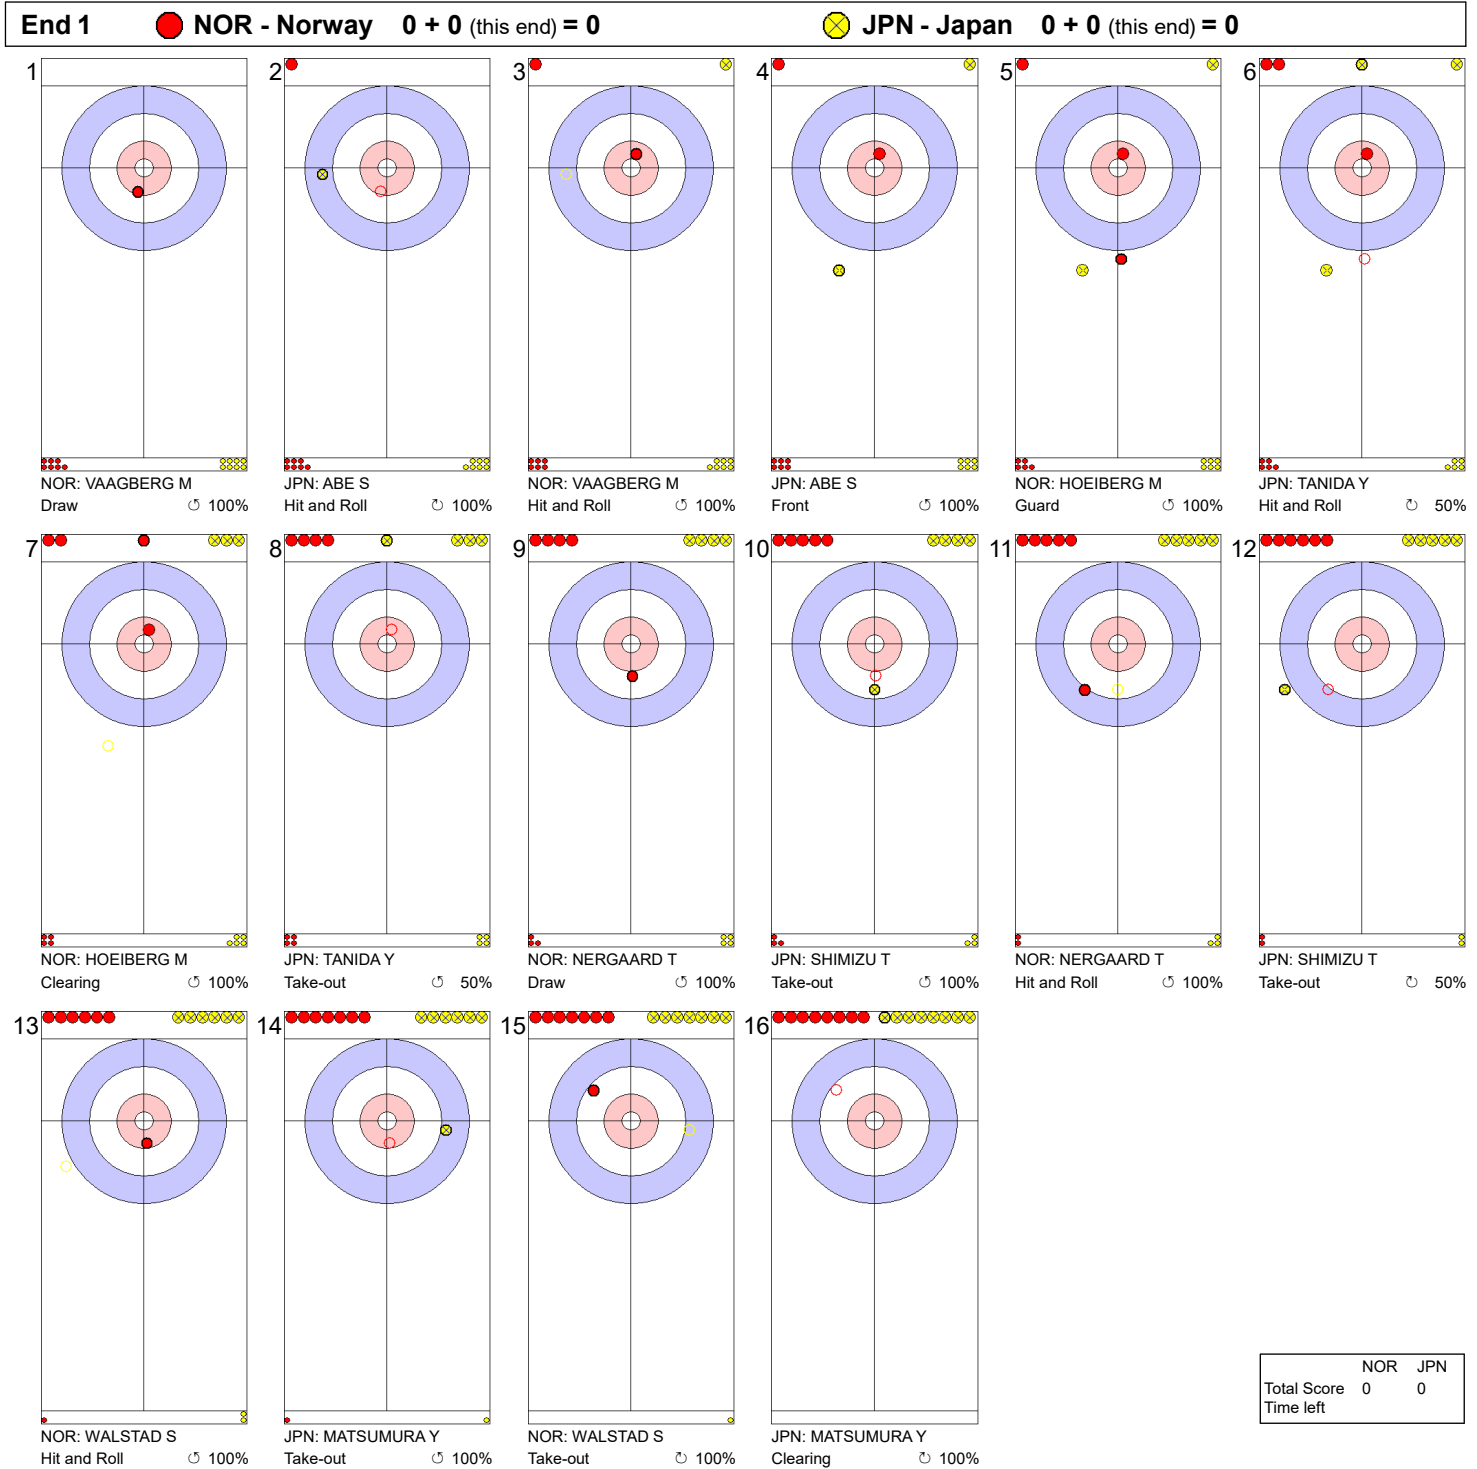 End 1 NOR - Norway 0 + 0 (this end) = 0 JPN - Japan 0 + 0 (this end) = 0
1 2 3 4 5 6
NOR: VAAGBERG M JPN: ABE S NOR: VAAGBERG M JPN: ABE S NOR: HOEIBERG M JPN: TANIDA Y
Draw ↺ 100% Hit and Roll ↻ 100% Hit and Roll ↺ 100% Front ↺ 100% Guard ↺ 100% Hit and Roll ↻ 50%
7 8 9 10 11 12
NOR: HOEIBERG M JPN: TANIDA Y NOR: NERGAARD T JPN: SHIMIZU T NOR: NERGAARD T JPN: SHIMIZU T
Clearing ↺ 100% Take-out ↺ 50% Draw ↺ 100% Take-out ↺ 100% Hit and Roll ↺ 100% Take-out ↻ 50%
13 14 15 16
NOR JPN
Total Score 0 0
Time left
NOR: WALSTAD S JPN: MATSUMURA Y NOR: WALSTAD S JPN: MATSUMURA Y
Hit and Roll ↺ 100% Take-out ↺ 100% Take-out ↻ 100% Clearing ↻ 100%